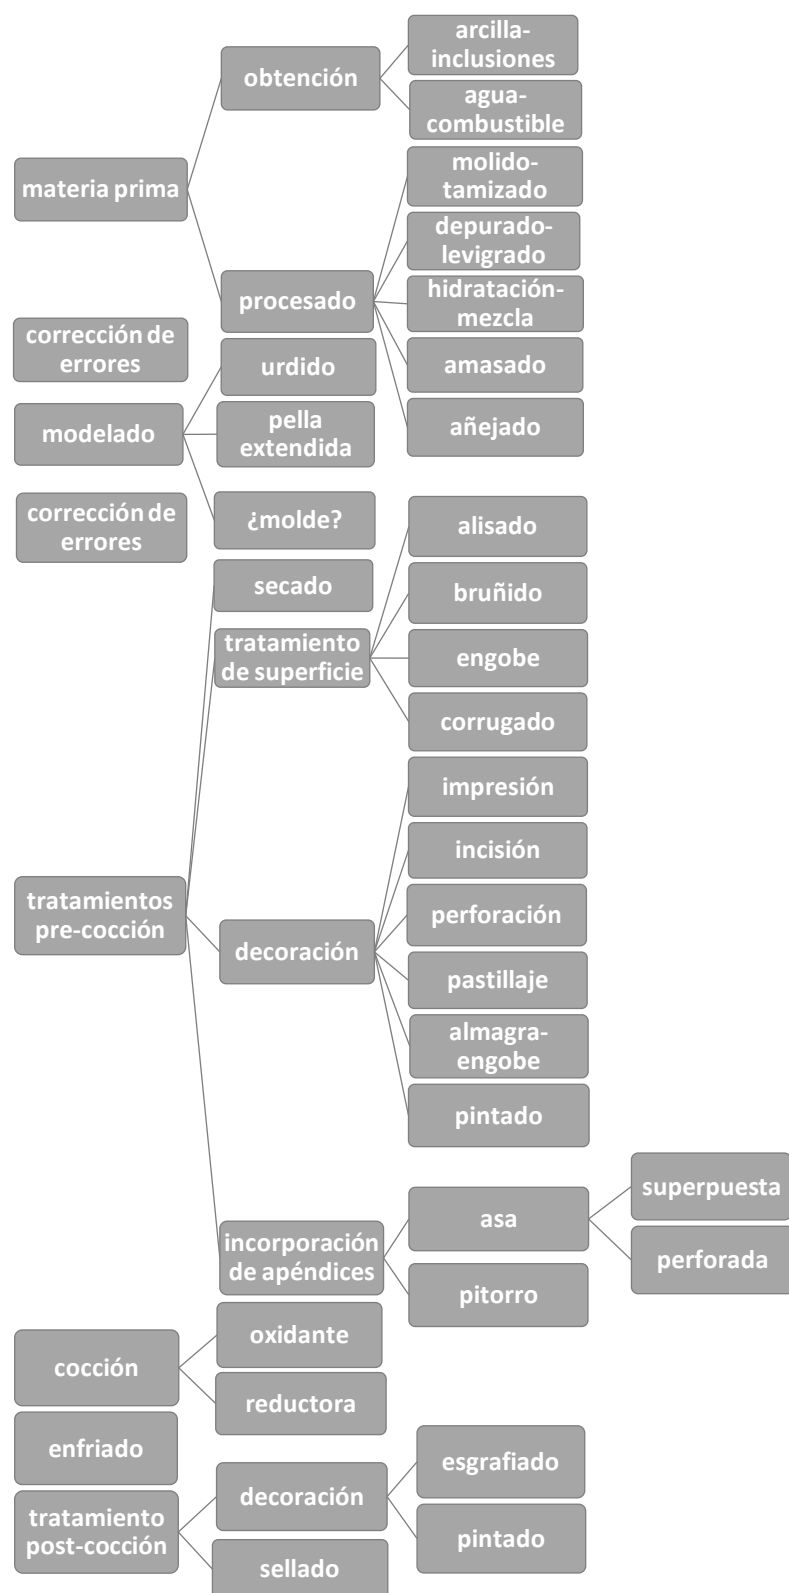 materia prima
obtención
arcilla-
inclusiones
agua-
combustible
procesado
molido-
tamizado
depurado-
levigrado
hidratación-
mezcla
amasado
añejado
corrección de
errores
modelado
urdido
pella
extendida
¿molde?
corrección de
errores
tratamientos
pre-cocción
secado
tratamiento
de superficie
alisado
bruñido
engobe
corrugado
decoración
impresión
incisión
perforación
pastillaje
almagra-
engobe
pintado
incorporación
de apéndices
asa
superpuesta
perforada
pitorro
cocción
oxidante
reductora
enfriado
tratamiento
post-cocción
decoración
esgrafiado
pintado
sellado